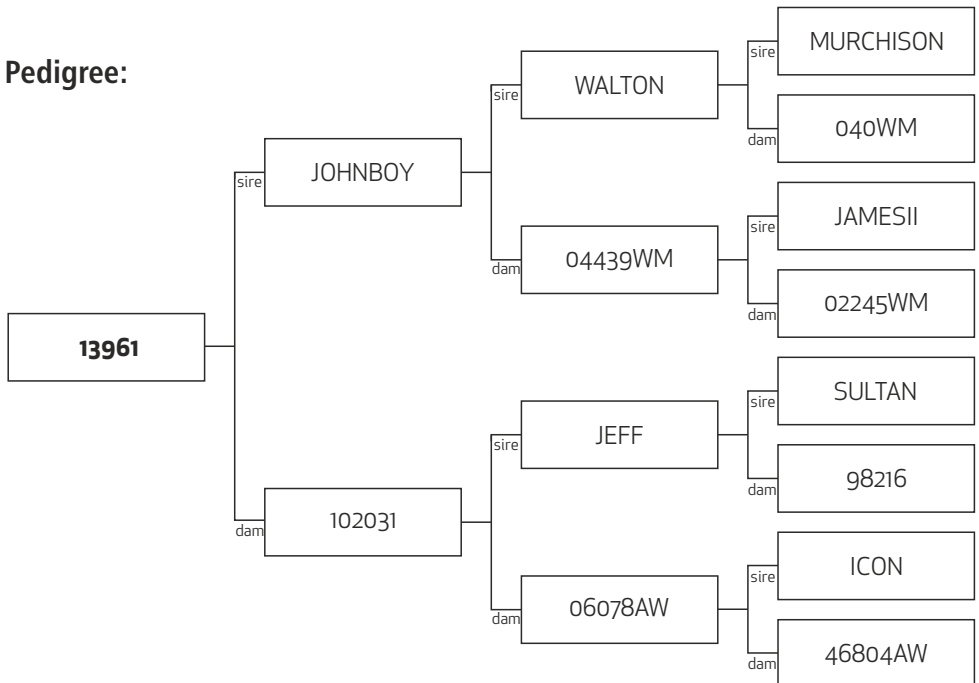 Pedigree:
13961
sire
JOHNBOY
dam
102031
sire
WALTON
dam
04439WM
sire
JEFF
dam
06078AW
sire
MURCHISON
dam
040WM
sire
JAMESII
dam
02245WM
sire
SULTAN
dam
98216
sire
ICON
dam
46804AW